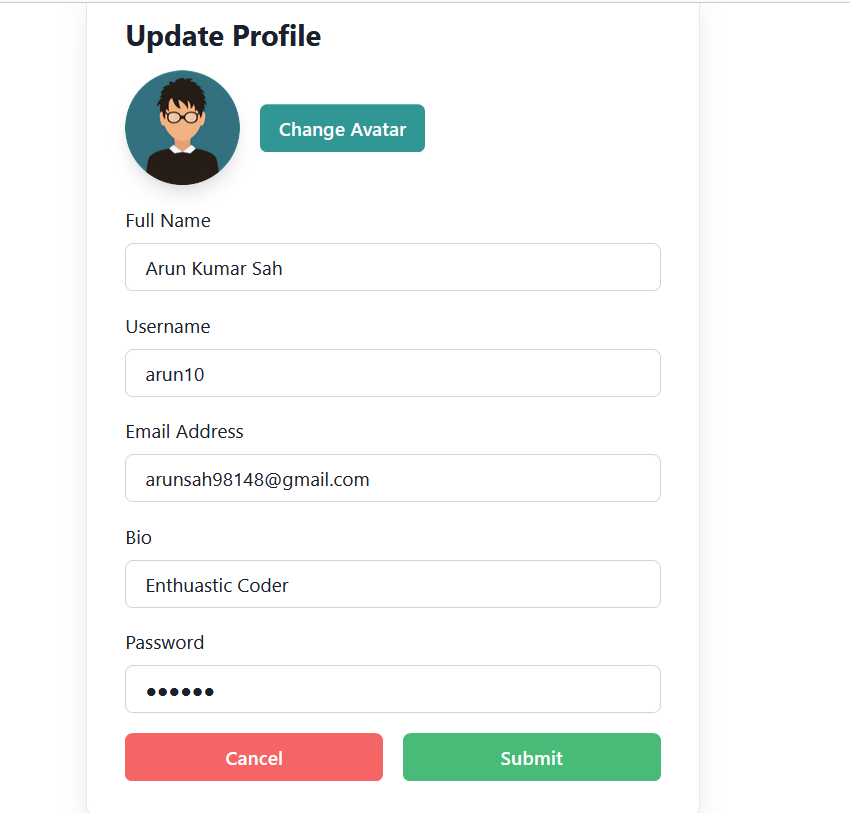 Update Profile
Change Avatar
Full Name
Arun Kumar Sah
Username
arun10
Email Address
arunsah98148@gmail.com
Bio
Enthuastic Coder
Password
••••••
Cancel
Submit